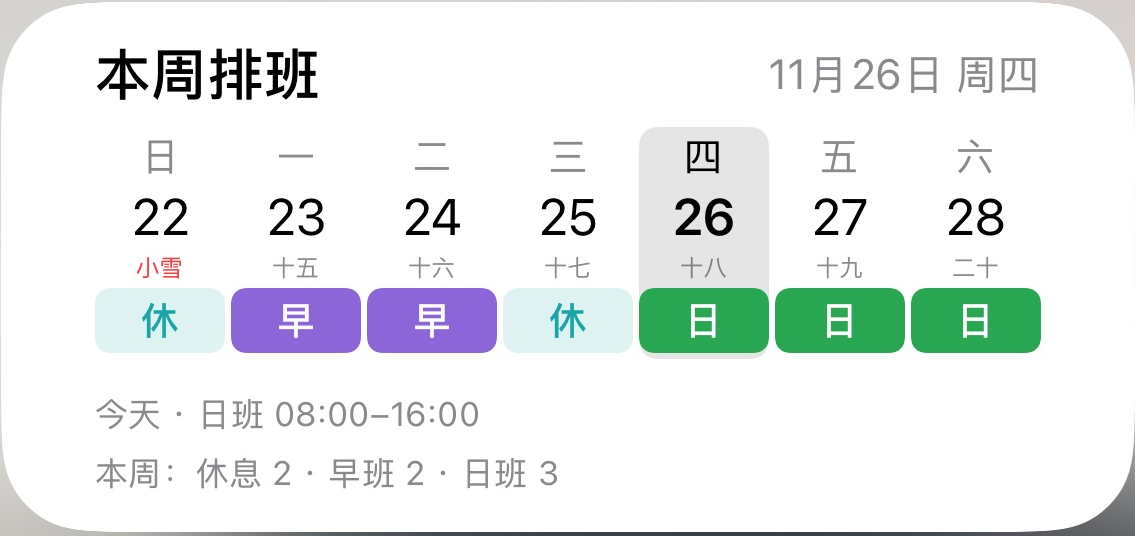 本周排班
11月26日 周四
日 一 二 三 四 五 六
22 23 24 25 26 27 28
小雪 十五 十六 十七 十八 十九 二十
休 早 早 休 日 日 日
今天 · 日班 08:00–16:00
本周：休息 2 · 早班 2 · 日班 3